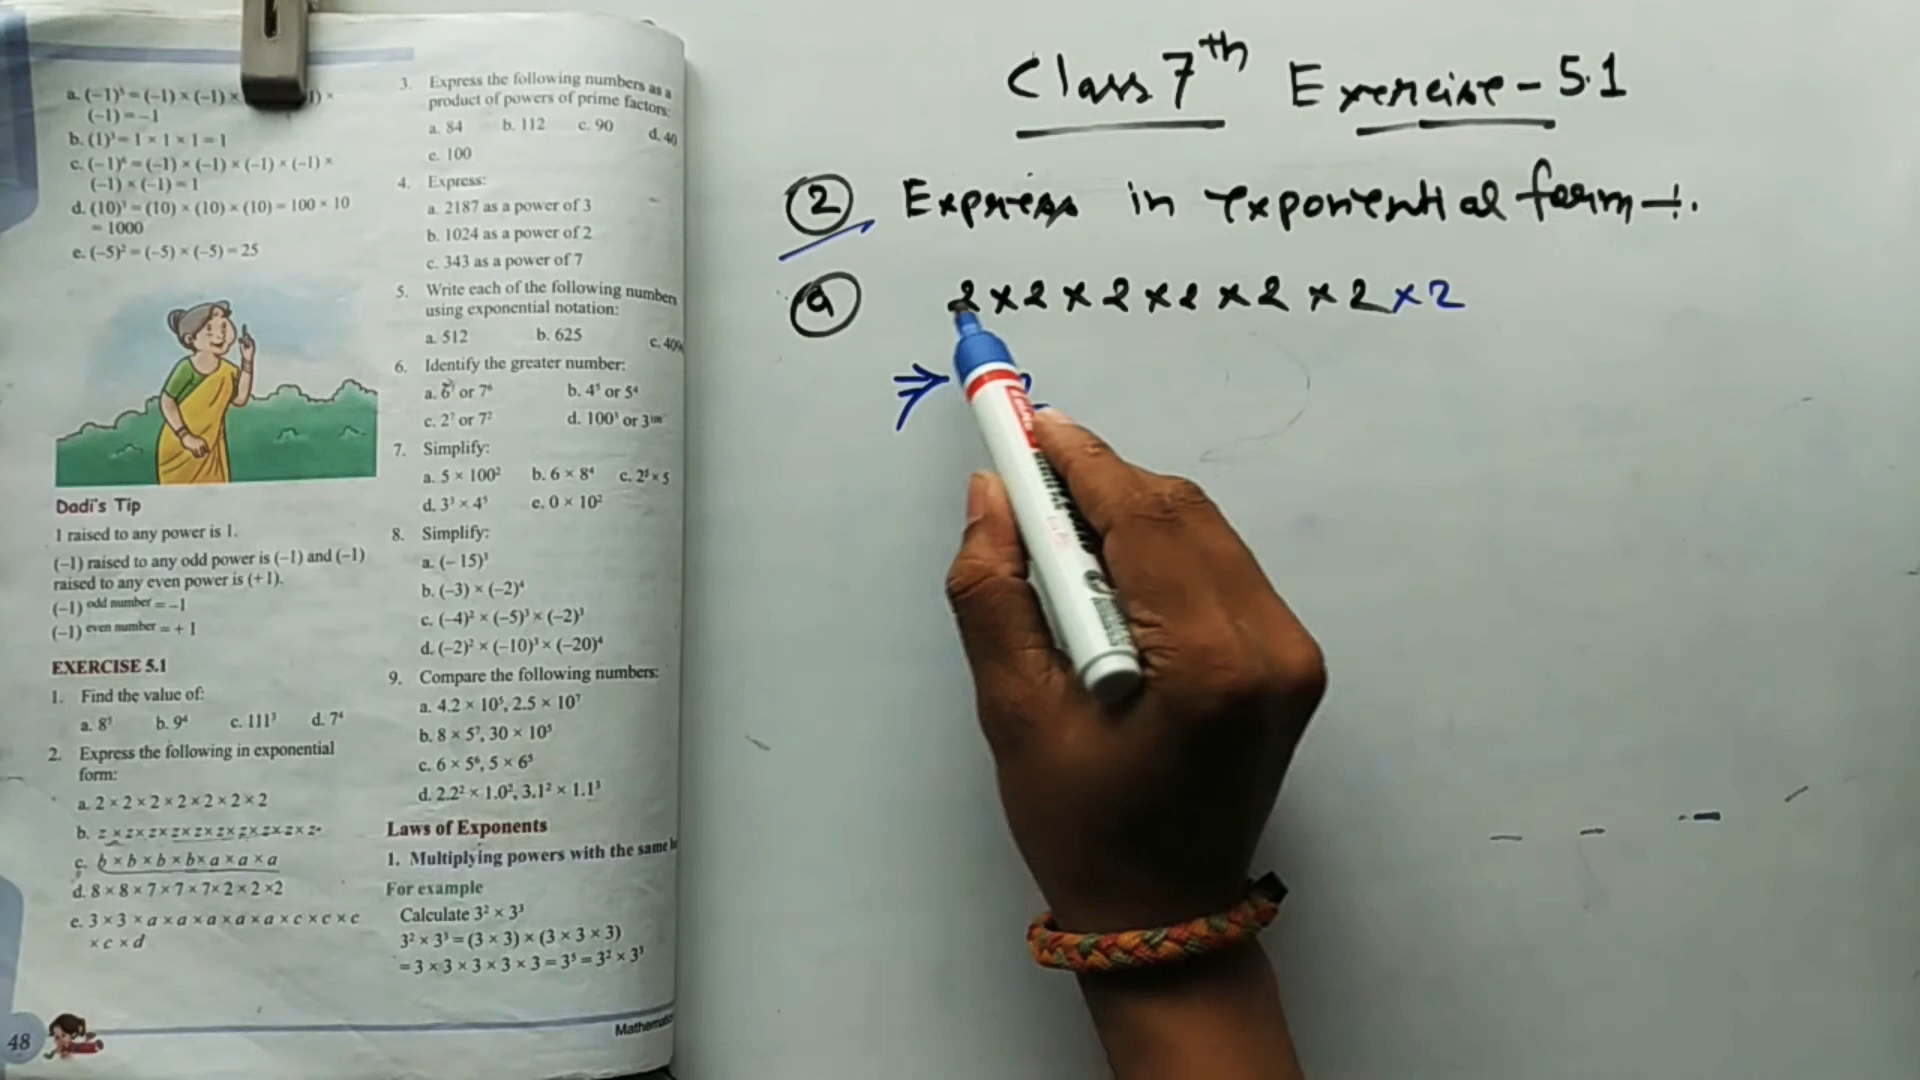 a. (−1)⁵ = (−1) × (−1) × 1) ×
(−1) = −1
b. (1)³ = 1 × 1 × 1 = 1
c. (−1)⁶ = (−1) × (−1) × (−1) × (−1) ×
(−1) × (−1) = 1
d. (10)³ = (10) × (10) × (10) = 100 × 10
= 1000
e. (−5)² = (−5) × (−5) = 25
Dadi's Tip
1 raised to any power is 1.
(−1) raised to any odd power is (−1) and (−1)
raised to any even power is (+1).
(−1) odd number = −1
(−1) even number = + 1
EXERCISE 5.1
1. Find the value of:
a. 8³ b. 9⁴ c. 111³ d. 7⁴
2. Express the following in exponential
form:
a. 2 × 2 × 2 × 2 × 2 × 2 × 2
b. z × z × z × z × z × z × z × z × z × z
c. b × b × b × b × a × a × a
d. 8 × 8 × 7 × 7 × 7 × 2 × 2 × 2
e. 3 × 3 × a × a × a × a × a × c × c × c
× c × d
48
3. Express the following numbers as a
product of powers of prime factors:
a. 84 b. 112 c. 90 d. 40
e. 100
4. Express:
a. 2187 as a power of 3
b. 1024 as a power of 2
c. 343 as a power of 7
5. Write each of the following numbers
using exponential notation:
a. 512 b. 625 c. 409
6. Identify the greater number:
a. 6⁷ or 7⁶ b. 4⁵ or 5⁴
c. 2⁷ or 7² d. 100³ or 3¹⁰⁰
7. Simplify:
a. 5 × 100² b. 6 × 8⁴ c. 2⁵ × 5
d. 3³ × 4⁵ e. 0 × 10²
8. Simplify:
a. (− 15)³
b. (−3) × (−2)⁴
c. (−4)² × (−5)³ × (−2)³
d. (−2)² × (−10)³ × (−20)⁴
9. Compare the following numbers:
a. 4.2 × 10⁵, 2.5 × 10⁷
b. 8 × 5⁷, 30 × 10⁵
c. 6 × 5⁶, 5 × 6⁵
d. 2.2² × 1.0², 3.1² × 1.1³
Laws of Exponents
1. Multiplying powers with the same
For example
Calculate 3² × 3³
3² × 3³ = (3 × 3) × (3 × 3 × 3)
= 3 × 3 × 3 × 3 × 3 = 3⁵ = 3² × 3³
Class 7th Exercise - 5.1
② Express in exponential form -:
ⓐ 2 × 2 × 2 × 2 × 2 × 2 × 2
⇒